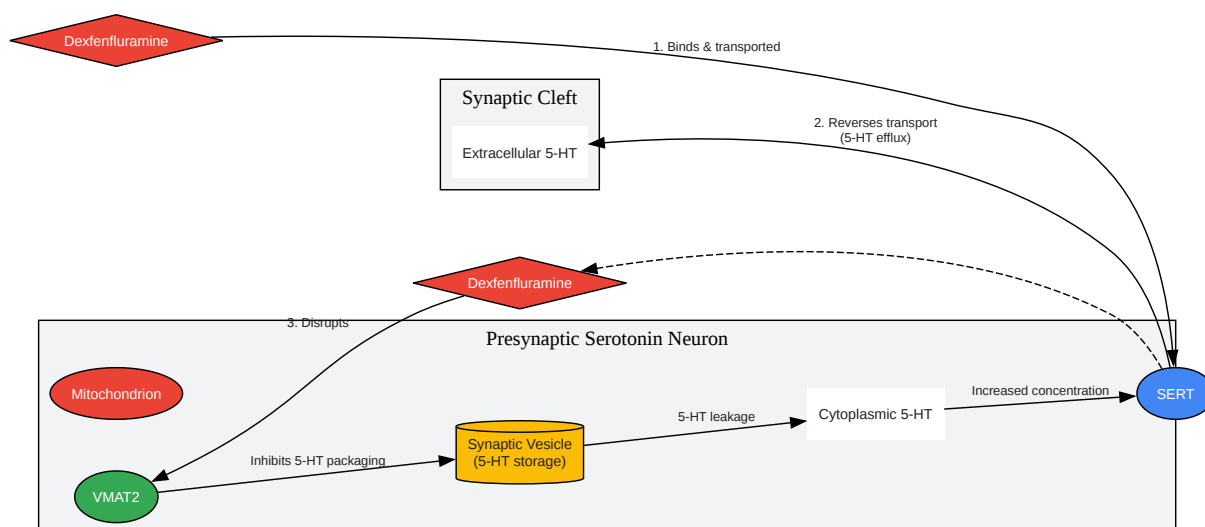 Dexfenfluramine
1. Binds & transported
Synaptic Cleft
2. Reverses transport
(5-HT efflux)
Extracellular 5-HT
Dexfenfluramine
3. Disrupts
Presynaptic Serotonin Neuron
Mitochondrion
Increased concentration
SERT
5-HT leakage
Cytoplasmic 5-HT
Synaptic Vesicle
(5-HT storage)
Inhibits 5-HT packaging
VMAT2